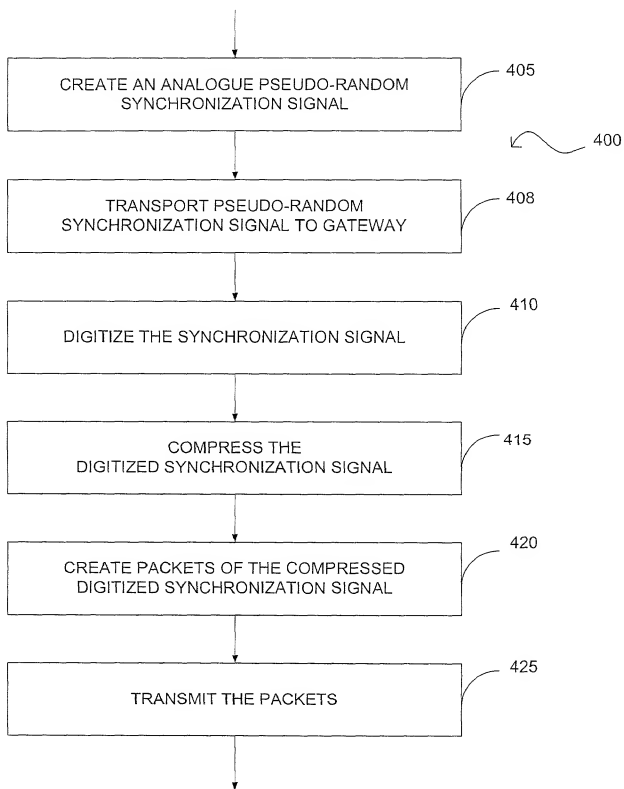 CREATE AN ANALOGUE PSEUDO-RANDOM
SYNCHRONIZATION SIGNAL
405
400
TRANSPORT PSEUDO-RANDOM
SYNCHRONIZATION SIGNAL TO GATEWAY
408
DIGITIZE THE SYNCHRONIZATION SIGNAL
410
COMPRESS THE
DIGITIZED SYNCHRONIZATION SIGNAL
415
CREATE PACKETS OF THE COMPRESSED
DIGITIZED SYNCHRONIZATION SIGNAL
420
TRANSMIT THE PACKETS
425